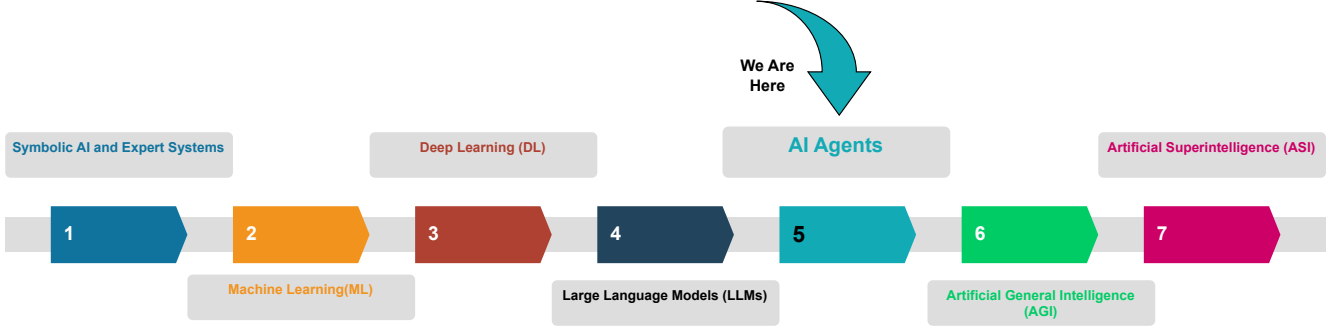 We Are
Here
Symbolic AI and Expert Systems
Deep Learning (DL)
AI Agents
Artificial Superintelligence (ASI)
1
2
3
4
5
6
7
Machine Learning(ML)
Large Language Models (LLMs)
Artificial General Intelligence
(AGI)